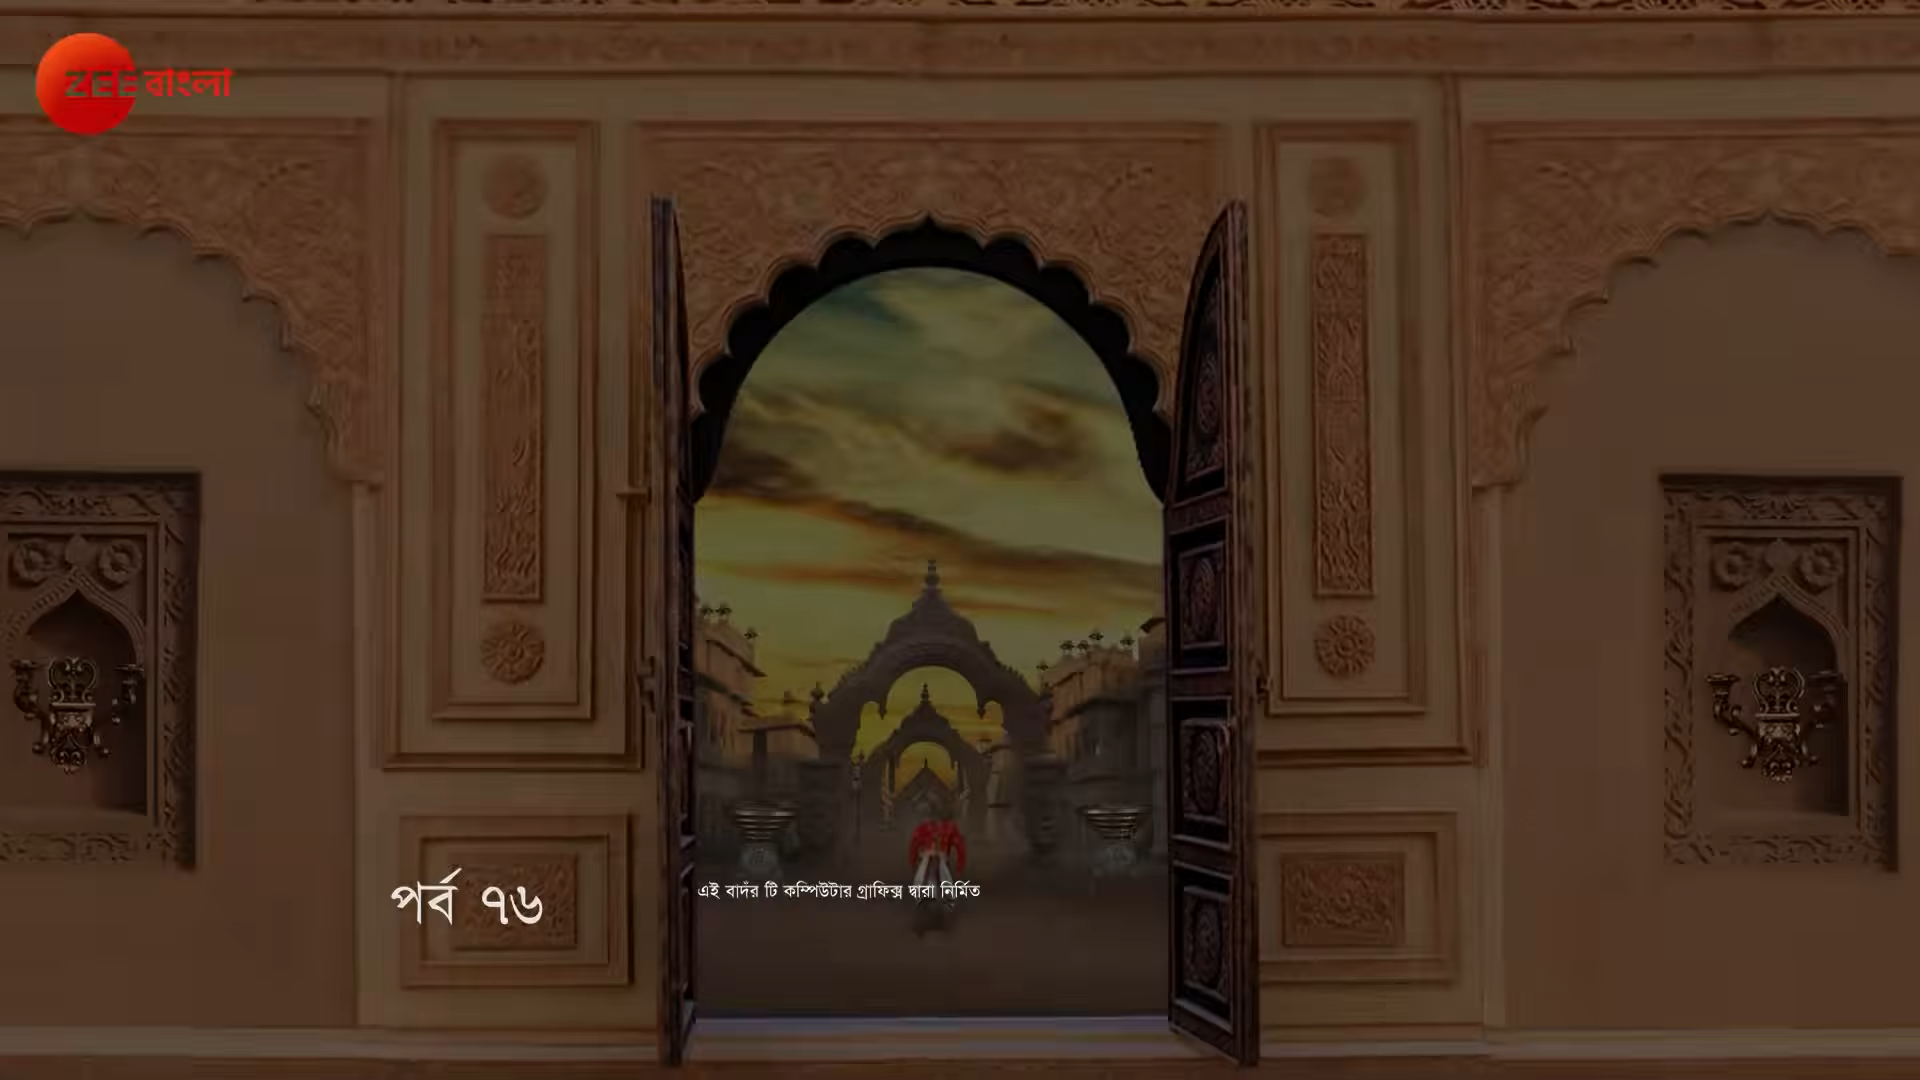 ZEE বাংলা
পর্ব ৭৬
এই বাদঁর টি কম্পিউটার গ্রাফিক্স দ্বারা নির্মিত